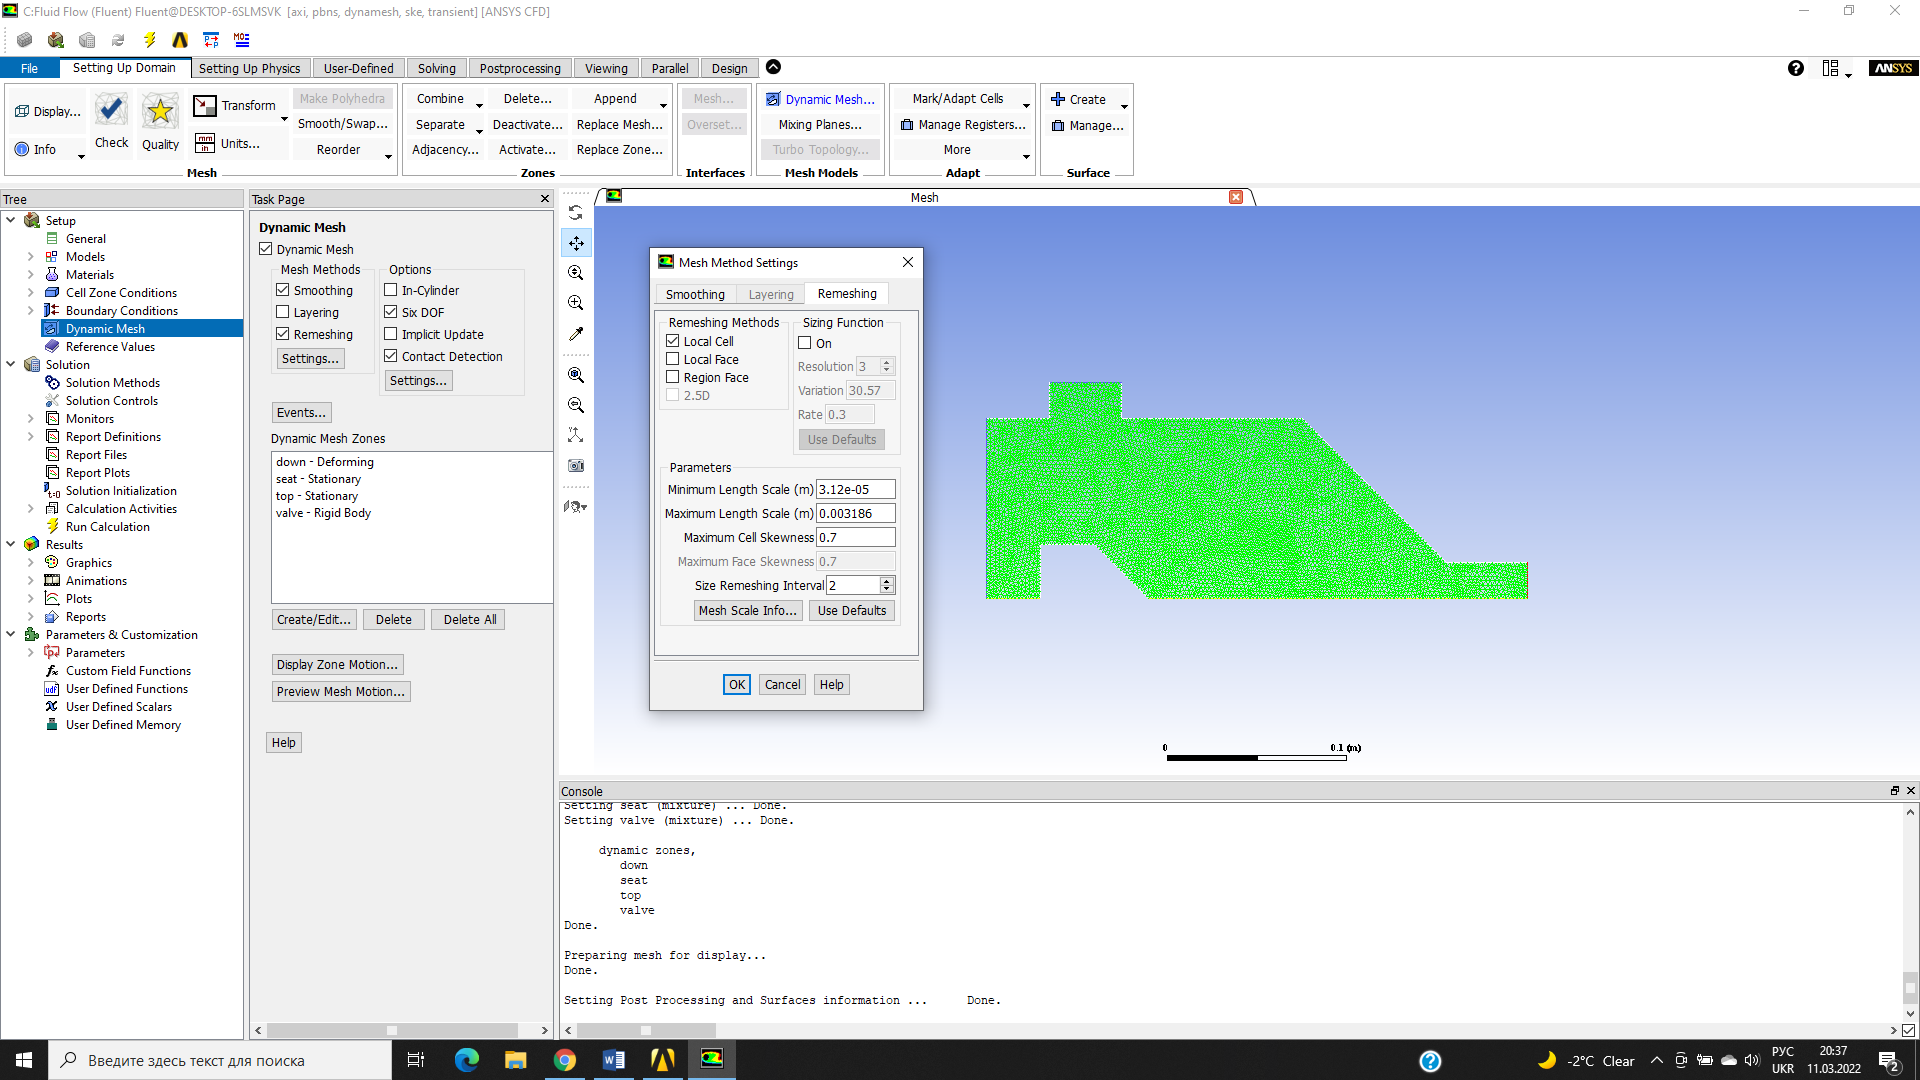 C:Fluid Flow (Fluent) Fluent@DESKTOP-6SLMSVK [axi, pbns, dynamesh, ske, transient] [ANSYS CFD]
File
Setting Up Domain
Setting Up Physics
User-Defined
Solving
Postprocessing
Viewing
Parallel
Design
ANSYS
Display...
Info
Check
Quality
Transform
Units...
Make Polyhedra
Smooth/Swap...
Reorder
Mesh
Combine
Separate
Adjacency...
Delete...
Deactivate...
Activate...
Append
Replace Mesh...
Replace Zone...
Zones
Mesh...
Overset...
Interfaces
Dynamic Mesh...
Mixing Planes...
Turbo Topology...
Mesh Models
Mark/Adapt Cells
Manage Registers...
More
Adapt
Create
Manage...
Surface
Tree
Setup
General
Models
Materials
Cell Zone Conditions
Boundary Conditions
Dynamic Mesh
Reference Values
Solution
Solution Methods
Solution Controls
Monitors
Report Definitions
Report Files
Report Plots
Solution Initialization
Calculation Activities
Run Calculation
Results
Graphics
Animations
Plots
Reports
Parameters & Customization
Parameters
Custom Field Functions
User Defined Functions
User Defined Scalars
User Defined Memory
Task Page
Dynamic Mesh
Dynamic Mesh
Mesh Methods
Smoothing
Layering
Remeshing
Settings...
Options
In-Cylinder
Six DOF
Implicit Update
Contact Detection
Settings...
Events...
Dynamic Mesh Zones
down - Deforming
seat - Stationary
top - Stationary
valve - Rigid Body
Create/Edit...
Delete
Delete All
Display Zone Motion...
Preview Mesh Motion...
Help
Mesh
Mesh Method Settings
Smoothing
Layering
Remeshing
Remeshing Methods
Local Cell
Local Face
Region Face
2.5D
Sizing Function
On
Resolution 3
Variation 30.57
Rate 0.3
Use Defaults
Parameters
Minimum Length Scale (m) 3.12e-05
Maximum Length Scale (m) 0.003186
Maximum Cell Skewness 0.7
Maximum Face Skewness 0.7
Size Remeshing Interval 2
Mesh Scale Info...
Use Defaults
OK
Cancel
Help
0
0.1 (m)
Console
Setting seat (mixture) ... Done.
Setting valve (mixture) ... Done.
dynamic zones,
down
seat
top
valve
Done.
Preparing mesh for display...
Done.
Setting Post Processing and Surfaces information ... Done.
Введите здесь текст для поиска
-2°C Clear
РУС
UKR
20:37
11.03.2022
2